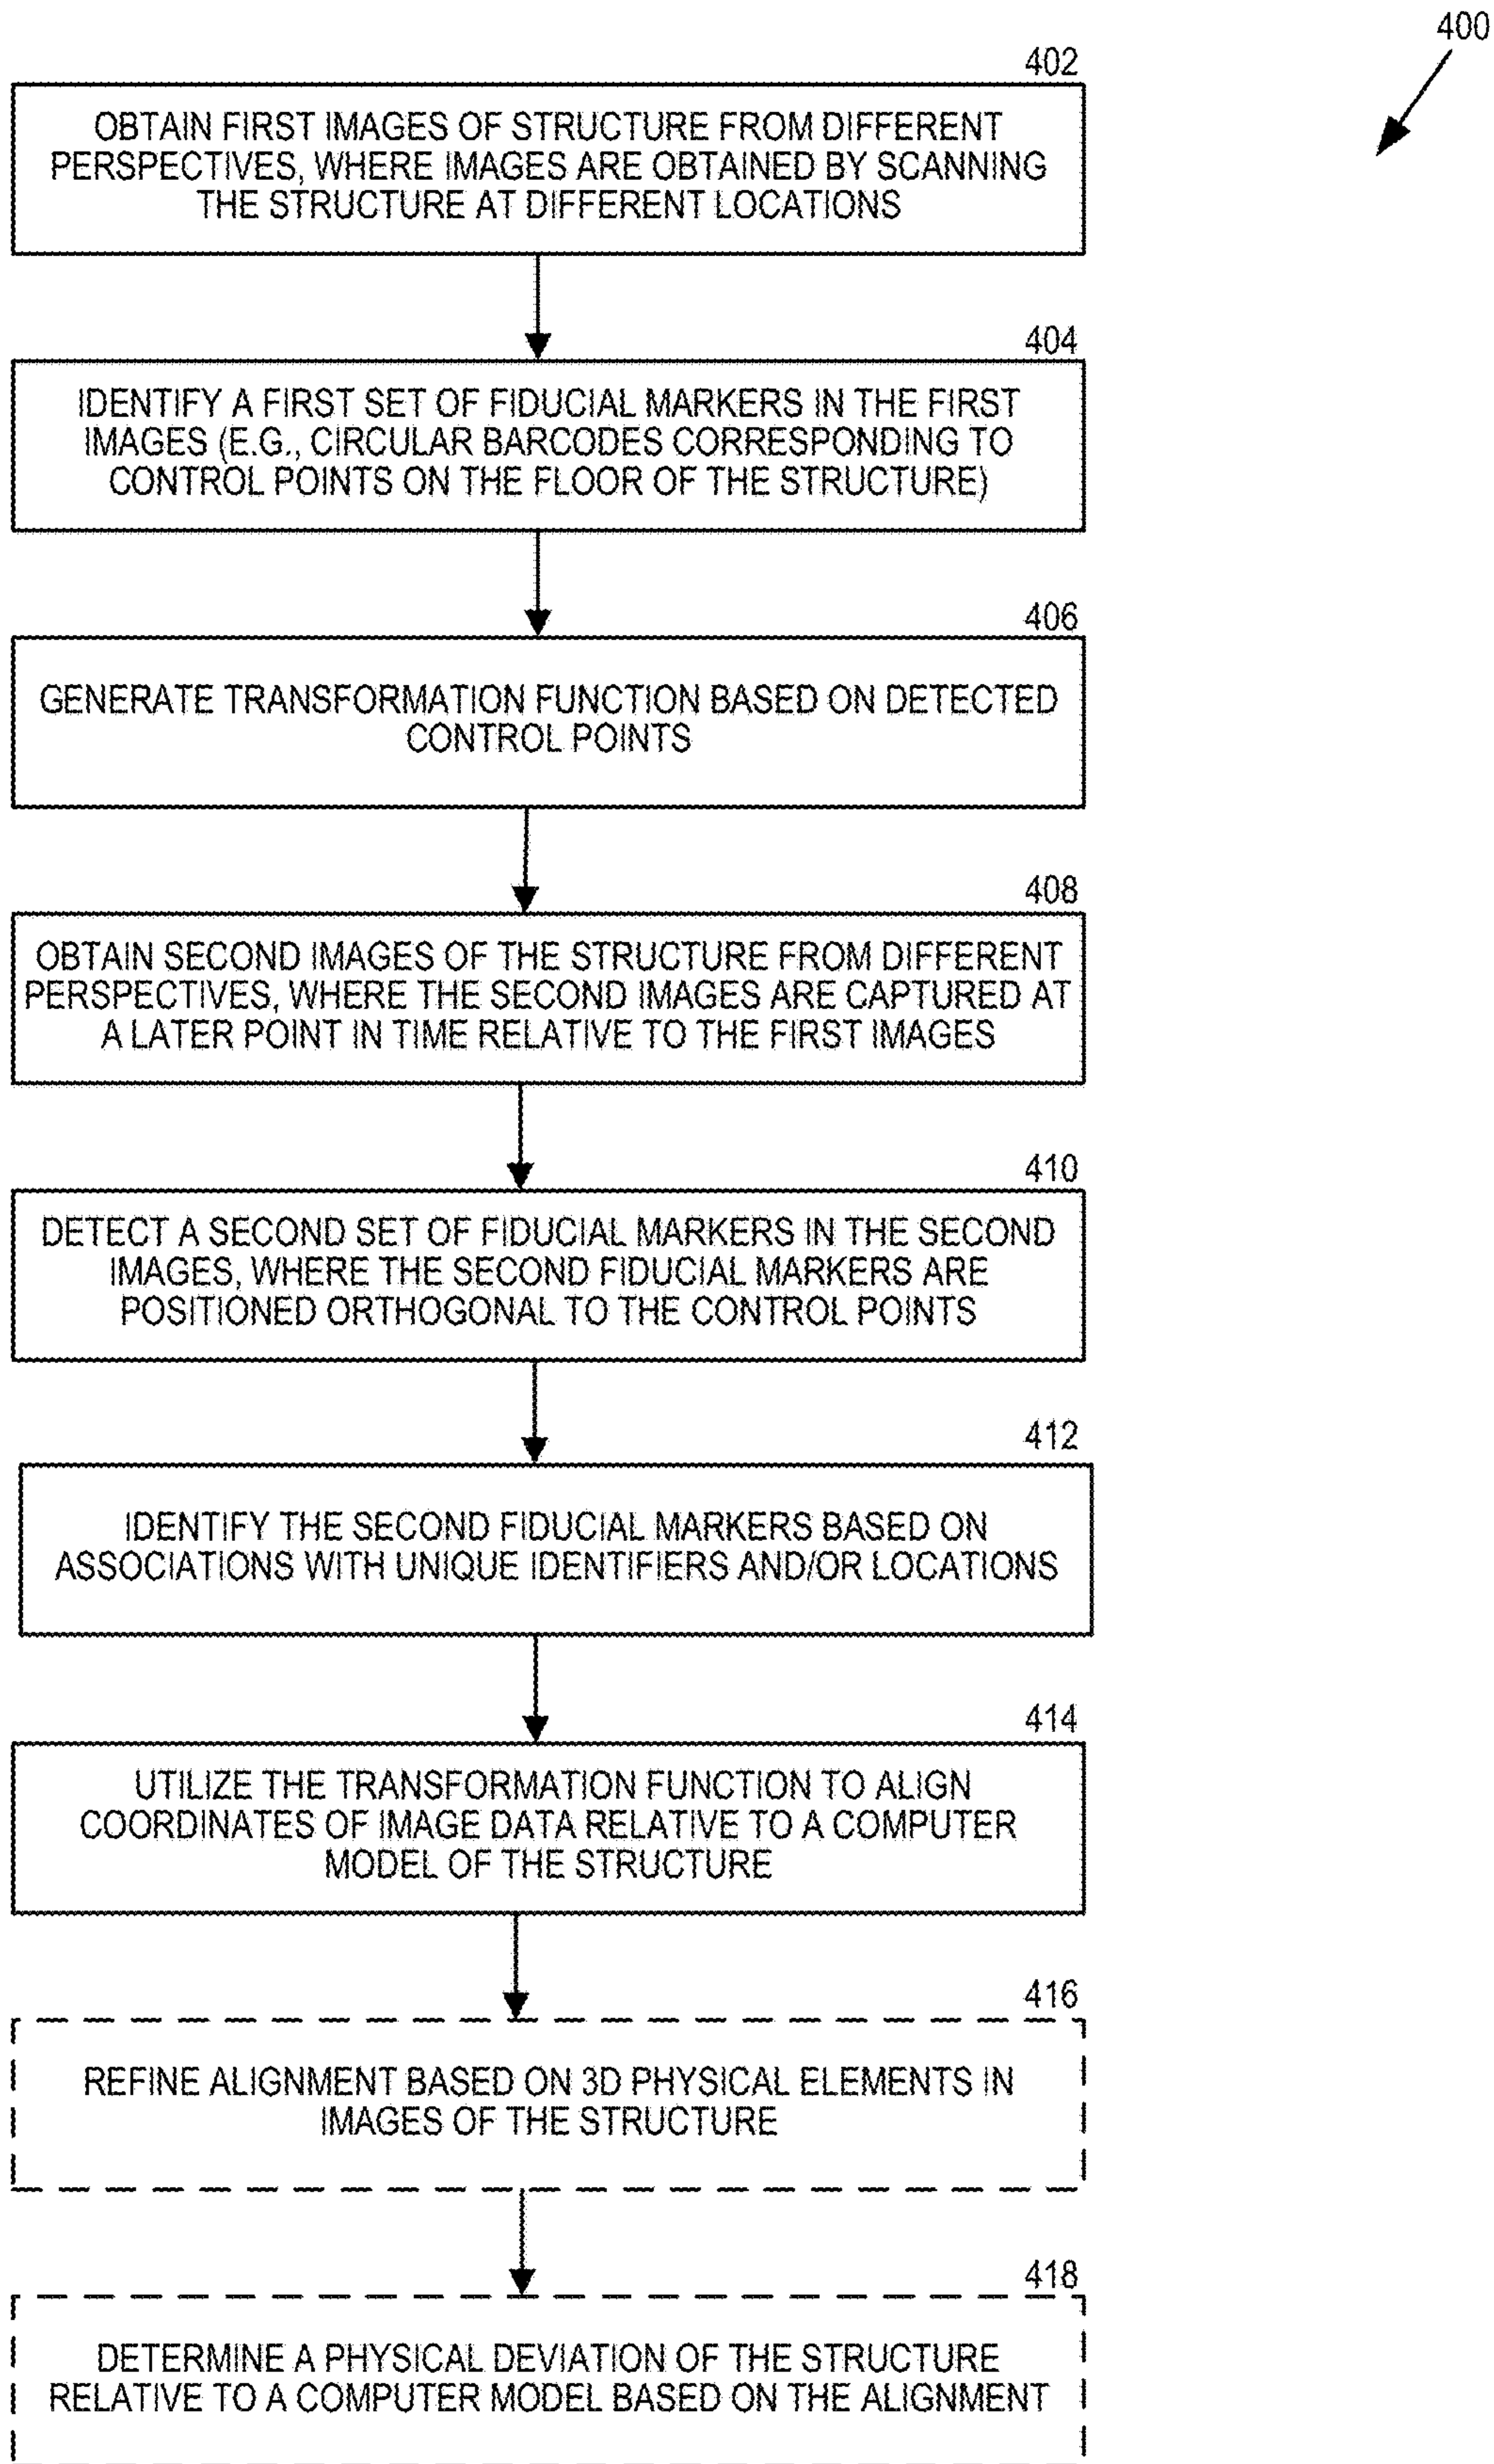 400
402
OBTAIN FIRST IMAGES OF STRUCTURE FROM DIFFERENT
PERSPECTIVES, WHERE IMAGES ARE OBTAINED BY SCANNING
THE STRUCTURE AT DIFFERENT LOCATIONS
404
IDENTIFY A FIRST SET OF FIDUCIAL MARKERS IN THE FIRST
IMAGES (E.G., CIRCULAR BARCODES CORRESPONDING TO
CONTROL POINTS ON THE FLOOR OF THE STRUCTURE)
406
GENERATE TRANSFORMATION FUNCTION BASED ON DETECTED
CONTROL POINTS
408
OBTAIN SECOND IMAGES OF THE STRUCTURE FROM DIFFERENT
PERSPECTIVES, WHERE THE SECOND IMAGES ARE CAPTURED AT
A LATER POINT IN TIME RELATIVE TO THE FIRST IMAGES
410
DETECT A SECOND SET OF FIDUCIAL MARKERS IN THE SECOND
IMAGES, WHERE THE SECOND FIDUCIAL MARKERS ARE
POSITIONED ORTHOGONAL TO THE CONTROL POINTS
412
IDENTIFY THE SECOND FIDUCIAL MARKERS BASED ON
ASSOCIATIONS WITH UNIQUE IDENTIFIERS AND/OR LOCATIONS
414
UTILIZE THE TRANSFORMATION FUNCTION TO ALIGN
COORDINATES OF IMAGE DATA RELATIVE TO A COMPUTER
MODEL OF THE STRUCTURE
416
REFINE ALIGNMENT BASED ON 3D PHYSICAL ELEMENTS IN
IMAGES OF THE STRUCTURE
418
DETERMINE A PHYSICAL DEVIATION OF THE STRUCTURE
RELATIVE TO A COMPUTER MODEL BASED ON THE ALIGNMENT